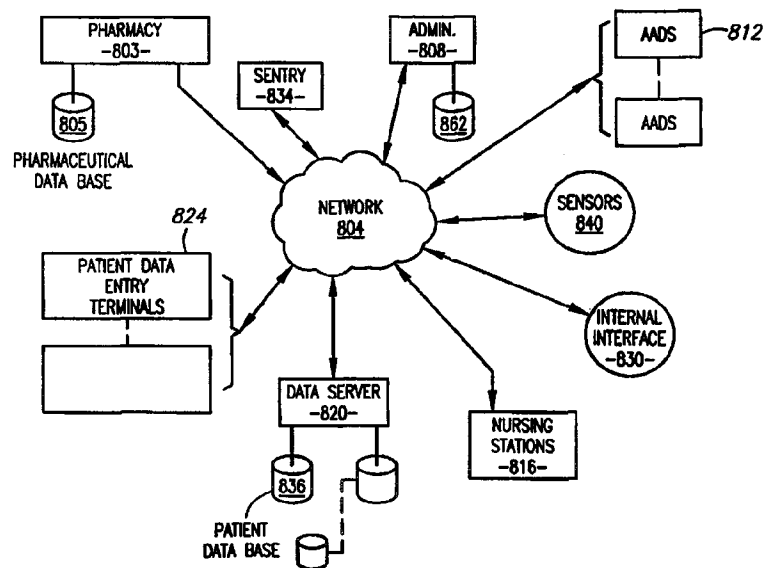 PHARMACY
-803-
805
PHARMACEUTICAL
DATA BASE
SENTRY
-834-
ADMIN.
-808-
862
AADS
812
AADS
NETWORK
804
SENSORS
840
824
PATIENT DATA
ENTRY
TERMINALS
INTERNAL
INTERFACE
-830-
DATA SERVER
-820-
NURSING
STATIONS
-816-
836
PATIENT
DATA BASE